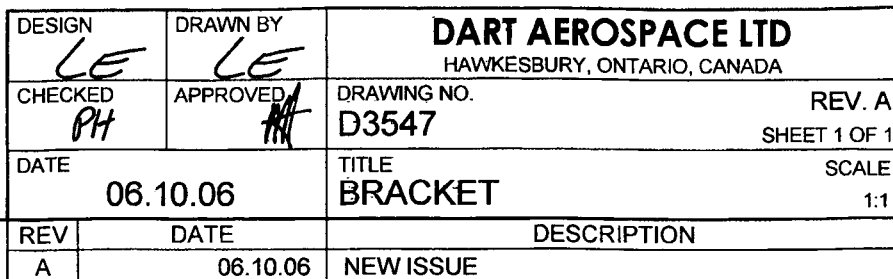 DESIGN DRAWN BY DART AEROSPACE LTD
LE LE HAWKESBURY, ONTARIO, CANADA
CHECKED APPROVED DRAWING NO. REV. A
PH D3547 SHEET 1 OF 1
DATE TITLE SCALE
06.10.06 BRACKET 1:1
REV DATE DESCRIPTION
A 06.10.06 NEW ISSUE